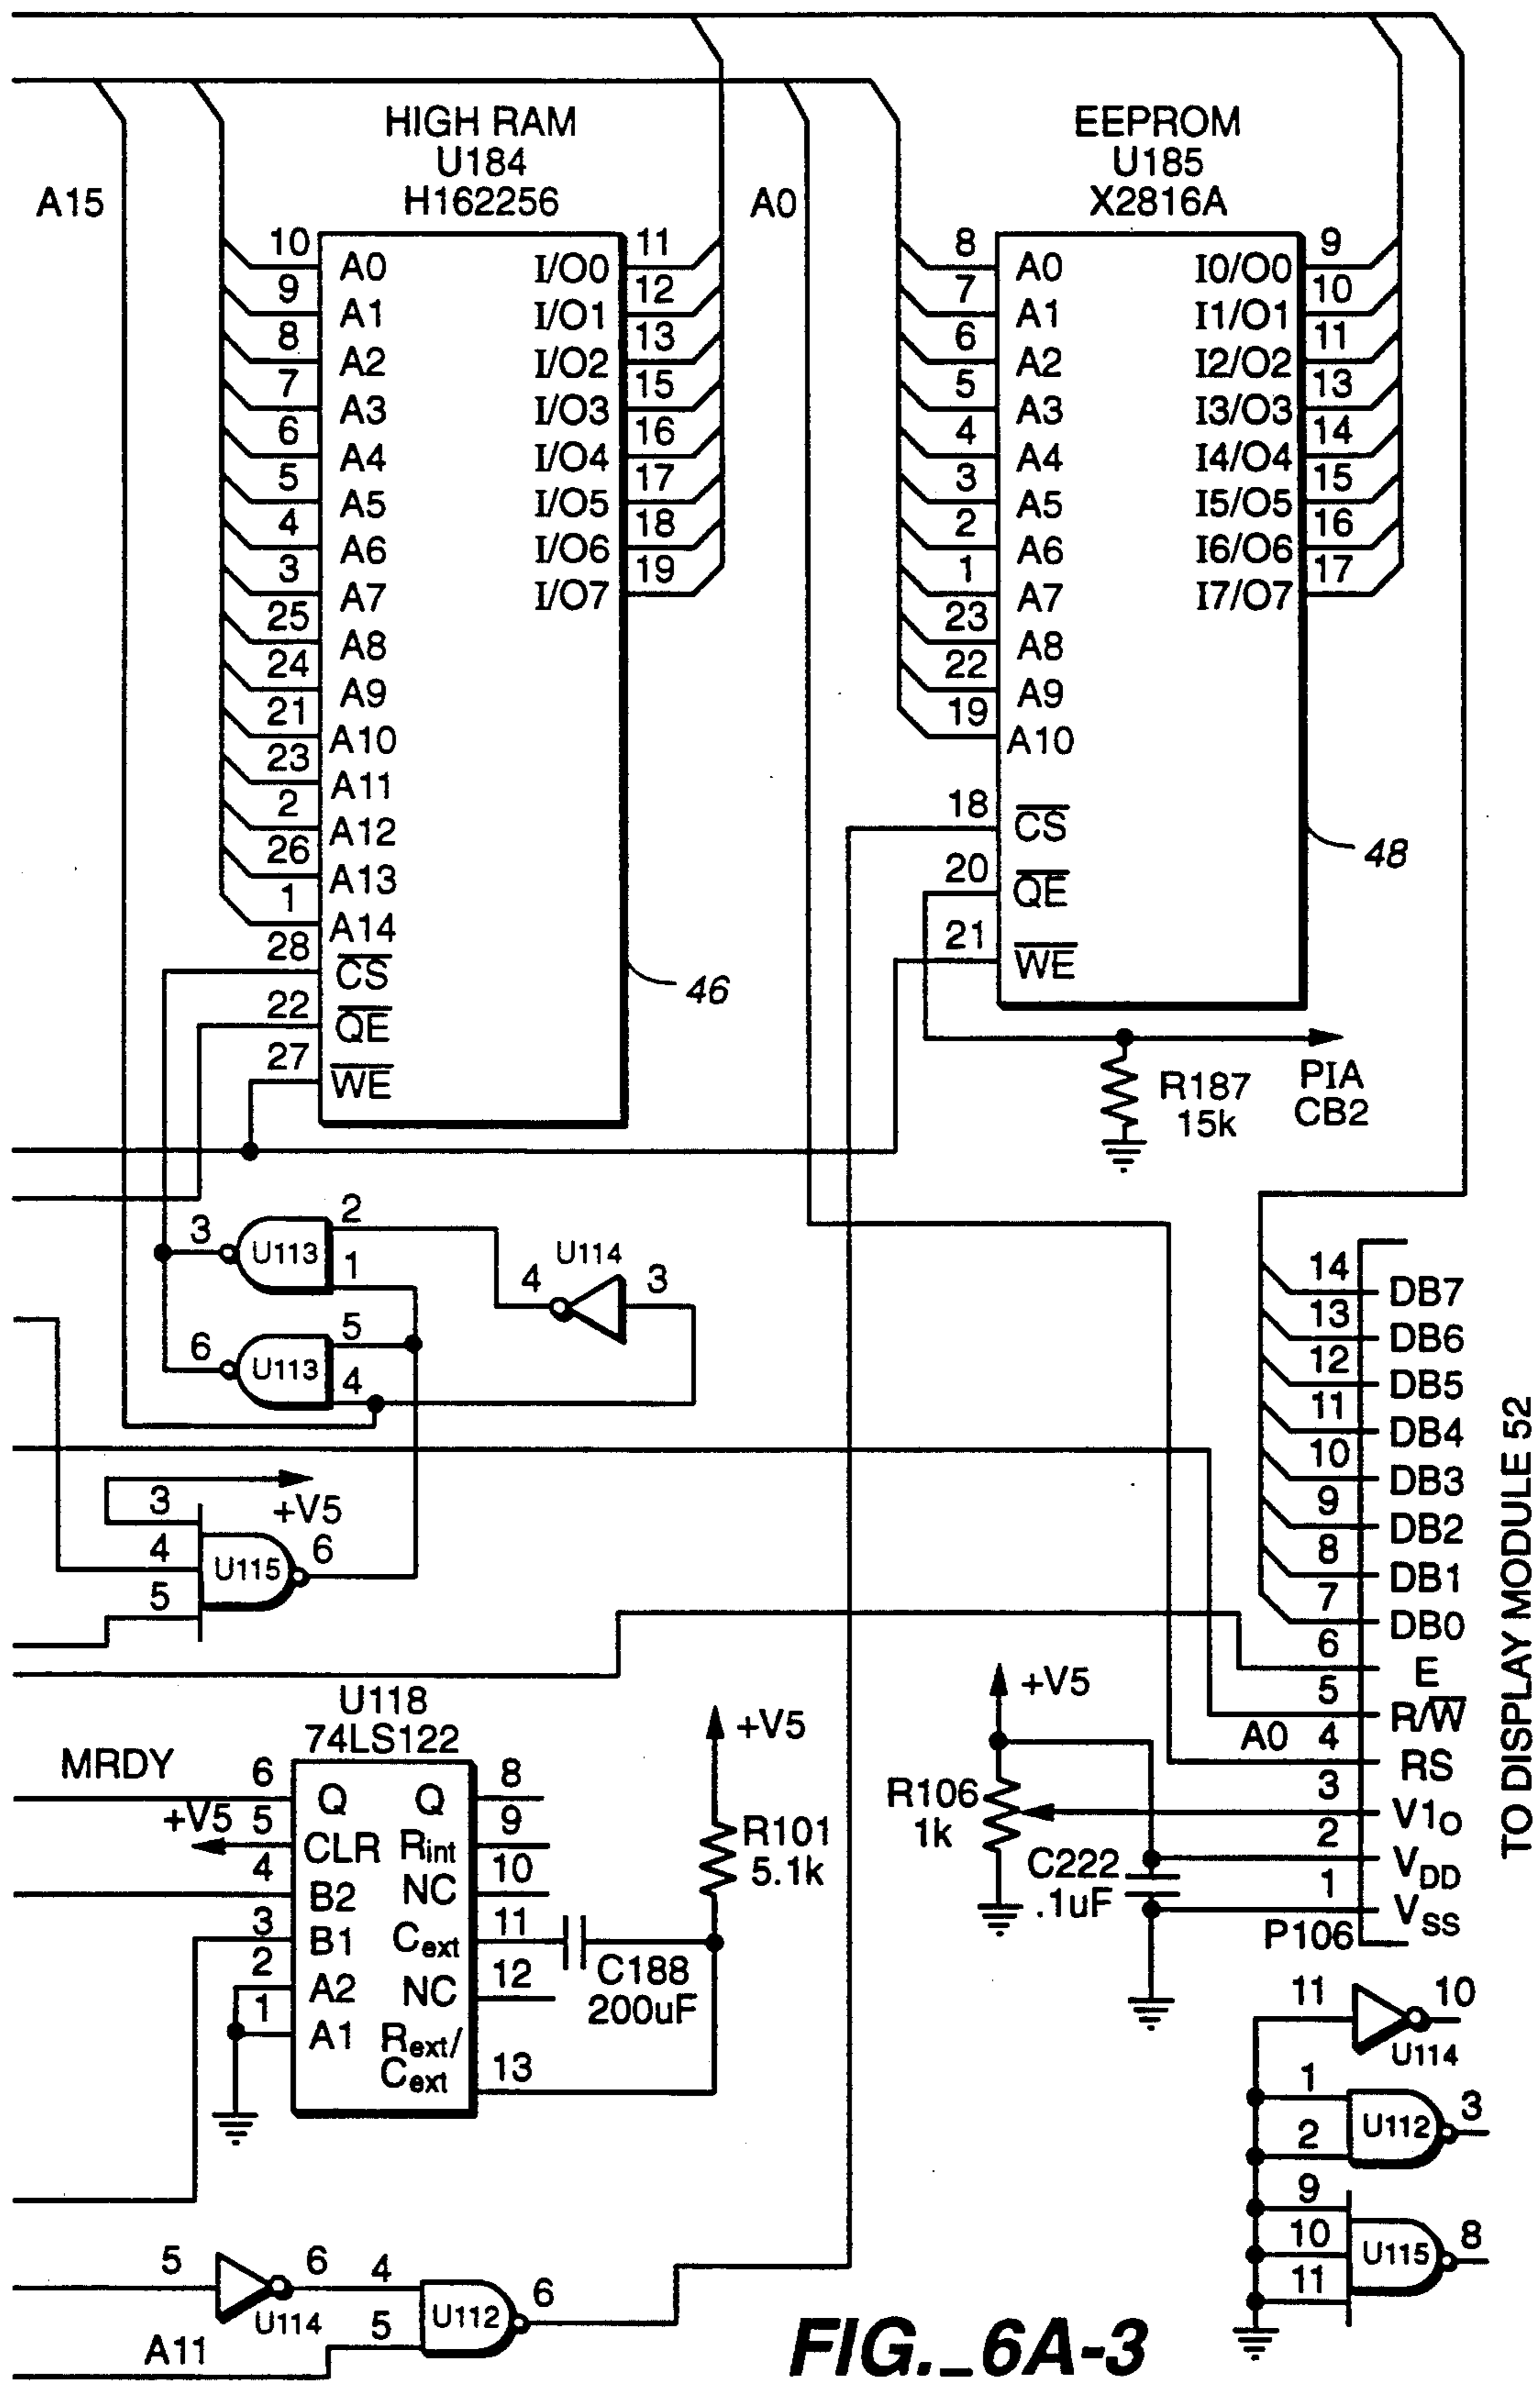 HIGH RAM
U184
H162256
A15
A0
EEPROM
U185
X2816A
10 A0 I/O0 11
9 A1 I/O1 12
8 A2 I/O2 13
7 A3 I/O3 15
6 A4 I/O4 16
5 A5 I/O5 17
4 A6 I/O6 18
3 A7 I/O7 19
25 A8
24 A9
21 A10
23 A11
2 A12
26 A13
1 A14
28 CS
22 QE
27 WE
46
8 A0 I0/O0 9
7 A1 I1/O1 10
6 A2 I2/O2 11
5 A3 I3/O3 13
4 A4 I4/O4 14
3 A5 I5/O5 15
2 A6 I6/O6 16
1 A7 I7/O7 17
23 A8
22 A9
19 A10
18 CS
20 QE
21 WE
48
R187
15k
PIA
CB2
3 U113 2
1
4 U114 3
6 U113 5
4
3 +V5
4 U115 6
5
14 DB7
13 DB6
12 DB5
11 DB4
10 DB3
9 DB2
8 DB1
7 DB0
6 E
5 R/W
A0 4 RS
3 V1O
2 VDD
1 VSS
P106
TO DISPLAY MODULE 52
+V5
R106
1k
C222
.1uF
U118
74LS122
MRDY
6 Q Q 8
+V5 5 CLR Rint 9
4 B2 NC 10
3 B1 Cext 11
2 A2 NC 12
1 A1 Rext/
Cext 13
+V5
R101
5.1k
C188
200uF
11 U114 10
1 U112 3
2
9
10 U115 8
11
5 U114 6
4 U112 6
5
A11
FIG._6A-3